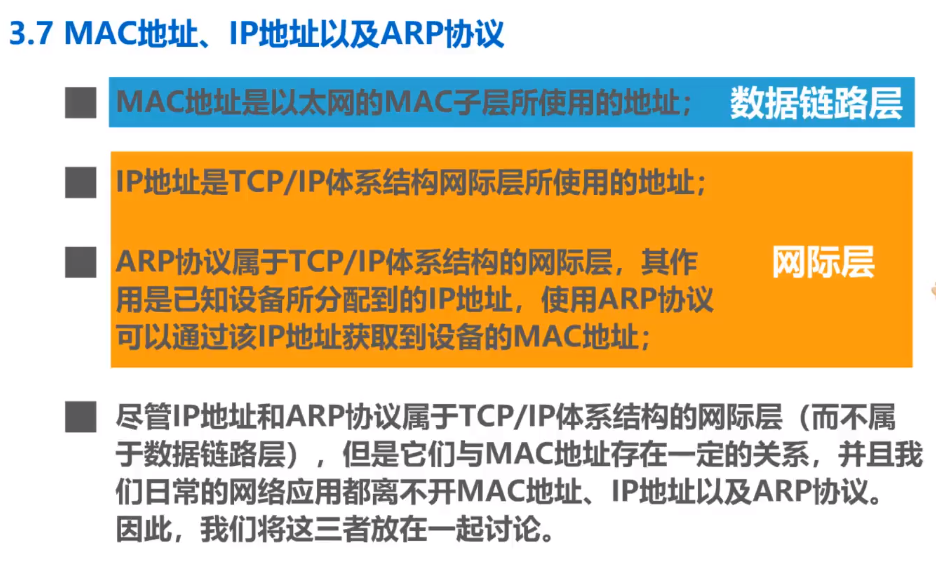 3.7 MAC地址、IP地址以及ARP协议
MAC地址是以太网的MAC子层所使用的地址； 数据链路层
IP地址是TCP/IP体系结构网际层所使用的地址；
ARP协议属于TCP/IP体系结构的网际层，其作
用是已知设备所分配到的IP地址，使用ARP协议
可以通过该IP地址获取到设备的MAC地址；
网际层
尽管IP地址和ARP协议属于TCP/IP体系结构的网际层（而不属
于数据链路层），但是它们与MAC地址存在一定的关系，并且我
们日常的网络应用都离不开MAC地址、IP地址以及ARP协议。
因此，我们将这三者放在一起讨论。